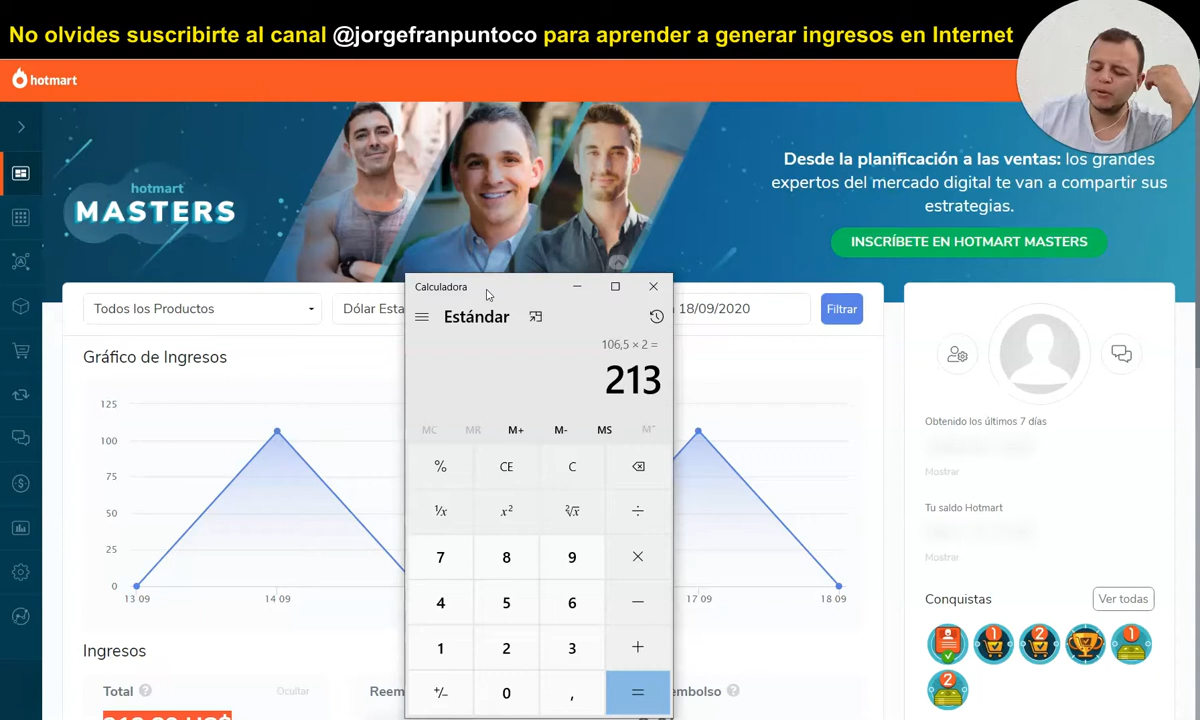 No olvides suscribirte al canal @jorgefranpuntoco para aprender a generar ingresos en Internet
hotmart
hotmart
MASTERS
Desde la planificación a las ventas: los grandes
expertos del mercado digital te van a compartir sus
estrategias.
INSCRÍBETE EN HOTMART MASTERS
Todos los Productos
Dólar Esta
18/09/2020
Filtrar
Calculadora
Estándar
106,5 × 2 =
213
MC MR M+ M- MS M˅
% CE C
¹/x x² ²√x ÷
7 8 9 ×
4 5 6 −
1 2 3 +
+/− 0 , =
Gráfico de Ingresos
125
100
75
50
25
0
13 09
14 09
17 09
18 09
Ingresos
Total
Ocultar
Reem
embolso
Obtenido los últimos 7 días
Mostrar
Tu saldo Hotmart
Mostrar
Conquistas
Ver todas
1
2
1
2